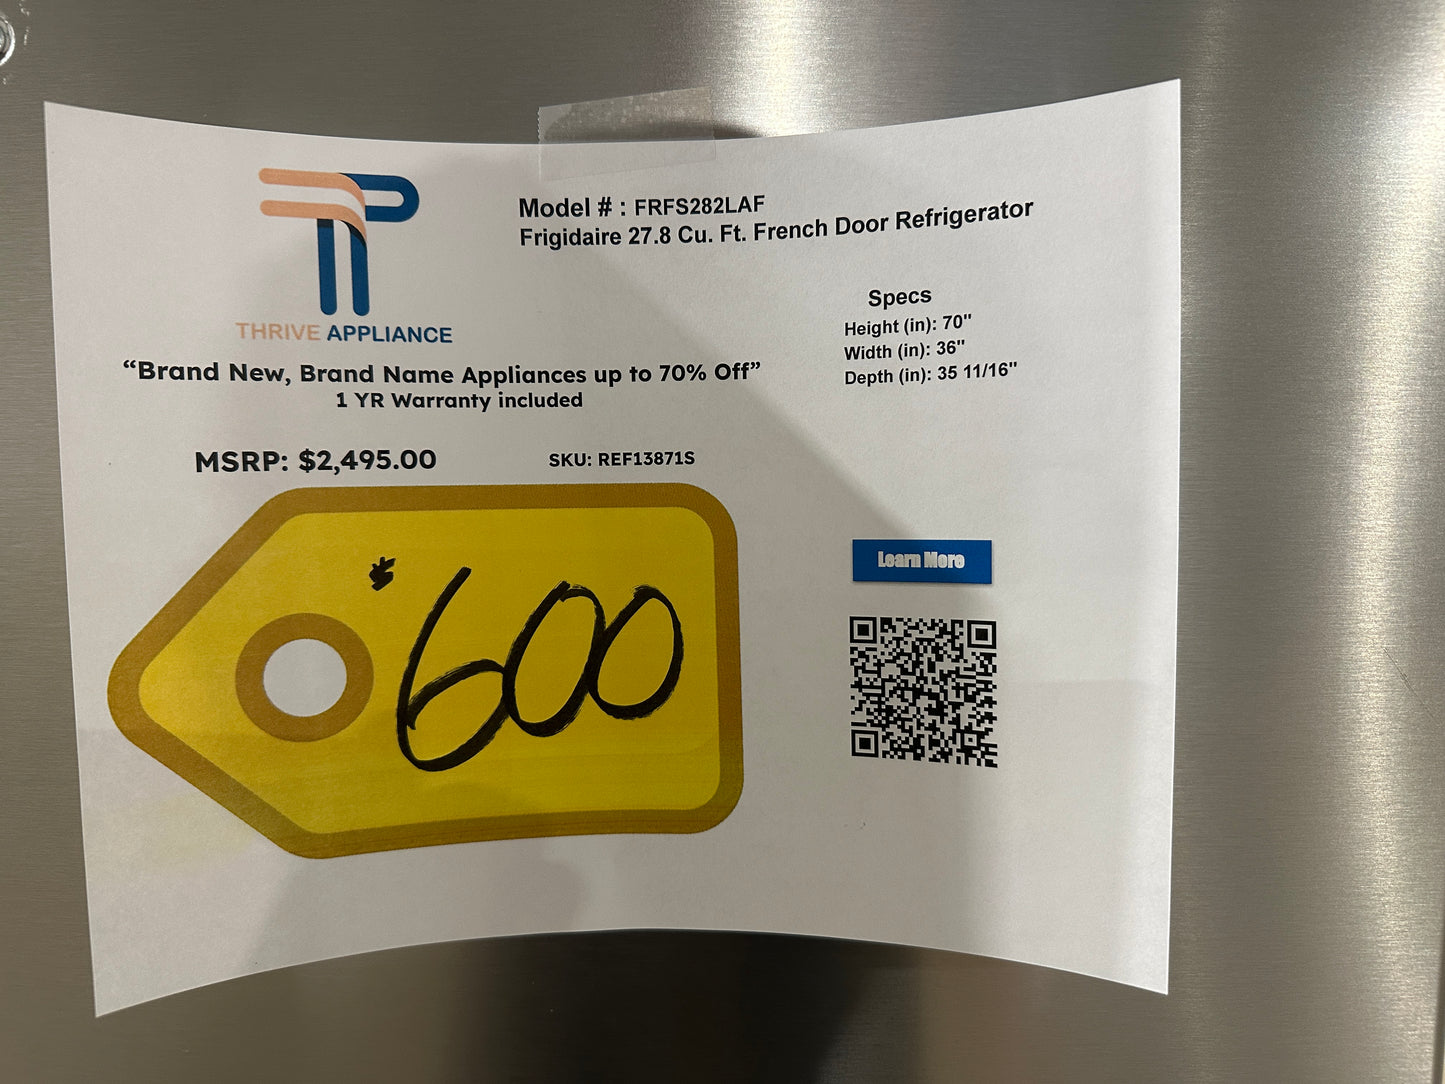 Model # : FRFS282LAF
Frigidaire 27.8 Cu. Ft. French Door Refrigerator
THRIVE APPLIANCE
“Brand New, Brand Name Appliances up to 70% Off”
1 YR Warranty included
Specs
Height (in): 70"
Width (in): 36"
Depth (in): 35 11/16"
MSRP: $2,495.00
SKU: REF13871S
$600
Learn More